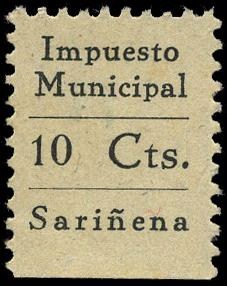 Impuesto
Municipal
10 Cts.
Sariñena